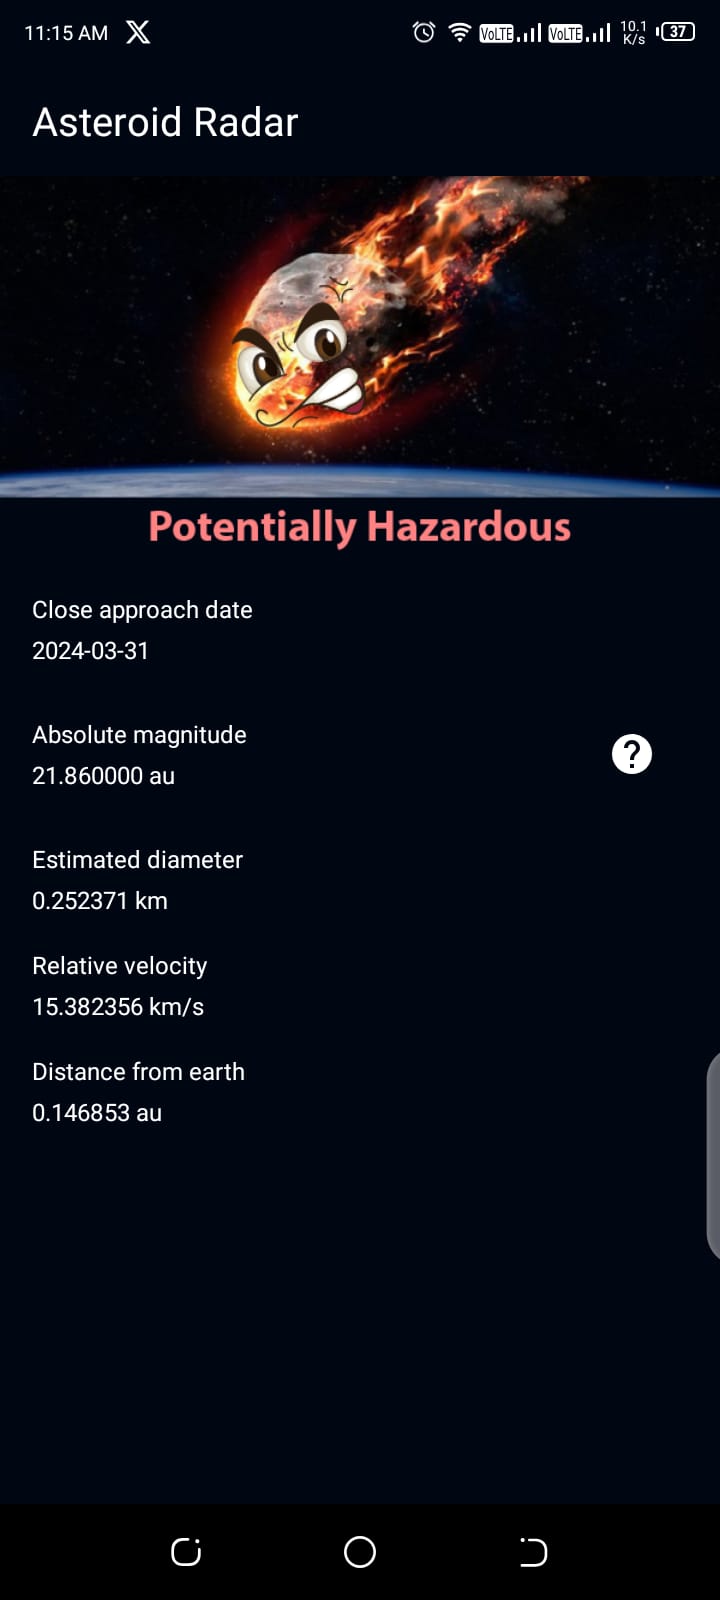 11:15 AM
VoLTE VoLTE 10.1 K/s 37
Asteroid Radar
Potentially Hazardous
Close approach date
2024-03-31
Absolute magnitude
21.860000 au
?
Estimated diameter
0.252371 km
Relative velocity
15.382356 km/s
Distance from earth
0.146853 au